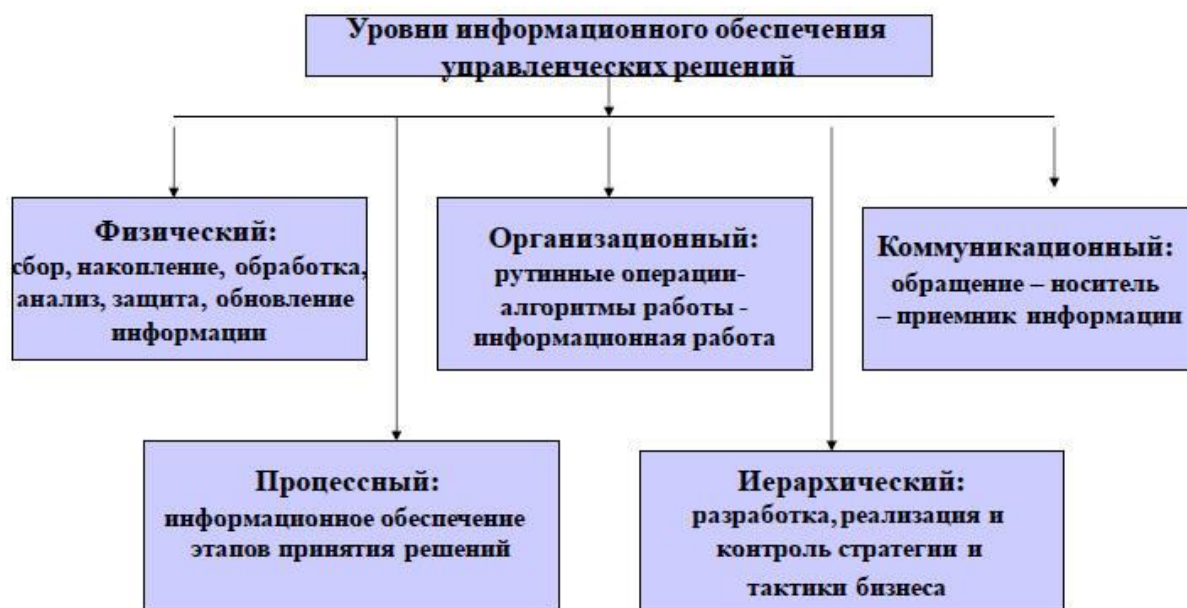 Уровни информационного обеспечения
управленческих решений
Физический:
сбор, накопление, обработка,
анализ, защита, обновление
информации
Организационный:
рутинные операции-
алгоритмы работы -
информационная работа
Коммуникационный:
обращение – носитель
– приемник информации
Процессный:
информационное обеспечение
этапов принятия решений
Иерархический:
разработка, реализация и
контроль стратегии и
тактики бизнеса